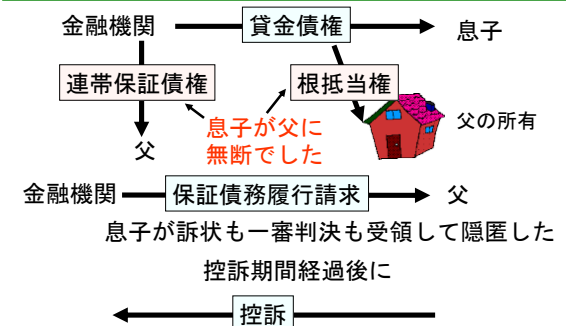 金融機関 貸金債権 息子
連帯保証債権 根抵当権
息子が父に
無断でした
父の所有
父
金融機関 保証債務履行請求 父
息子が訴状も一審判決も受領して隠匿した
控訴期間経過後に
控訴